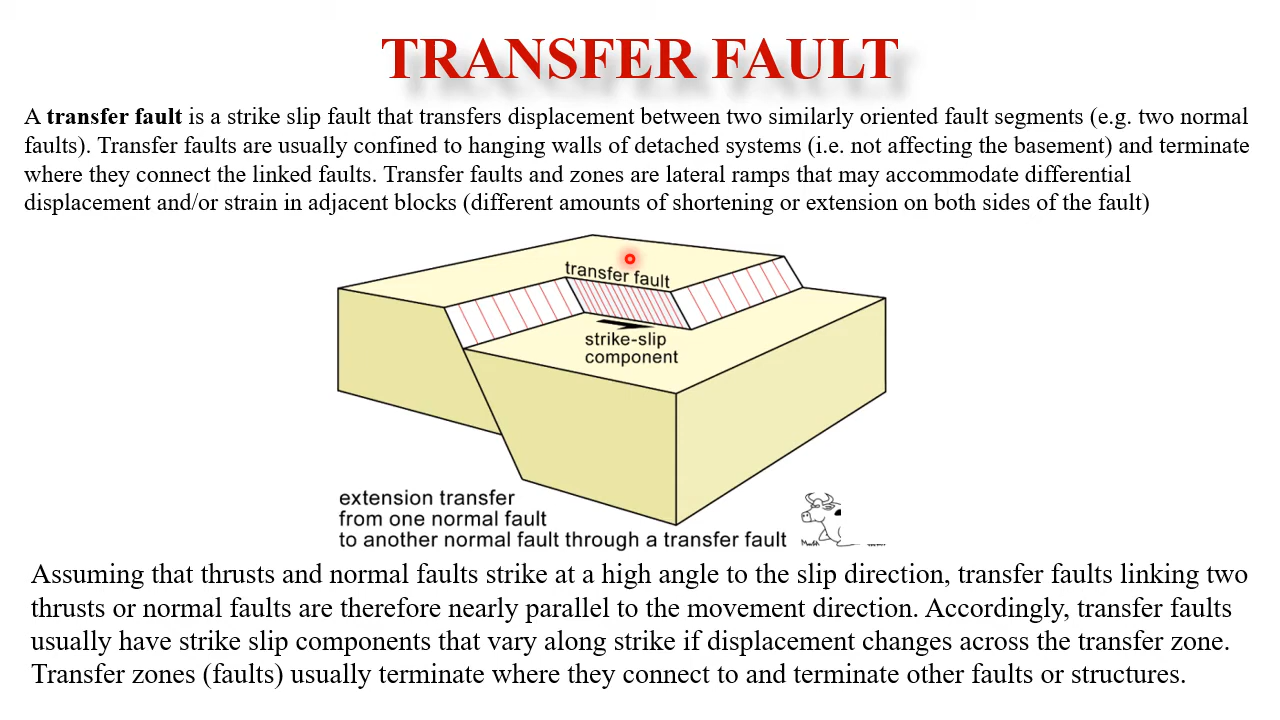 TRANSFER FAULT
A transfer fault is a strike slip fault that transfers displacement between two similarly oriented fault segments (e.g. two normal
faults). Transfer faults are usually confined to hanging walls of detached systems (i.e. not affecting the basement) and terminate
where they connect the linked faults. Transfer faults and zones are lateral ramps that may accommodate differential
displacement and/or strain in adjacent blocks (different amounts of shortening or extension on both sides of the fault)
transfer fault
strike-slip
component
extension transfer
from one normal fault
to another normal fault through a transfer fault
Assuming that thrusts and normal faults strike at a high angle to the slip direction, transfer faults linking two
thrusts or normal faults are therefore nearly parallel to the movement direction. Accordingly, transfer faults
usually have strike slip components that vary along strike if displacement changes across the transfer zone.
Transfer zones (faults) usually terminate where they connect to and terminate other faults or structures.